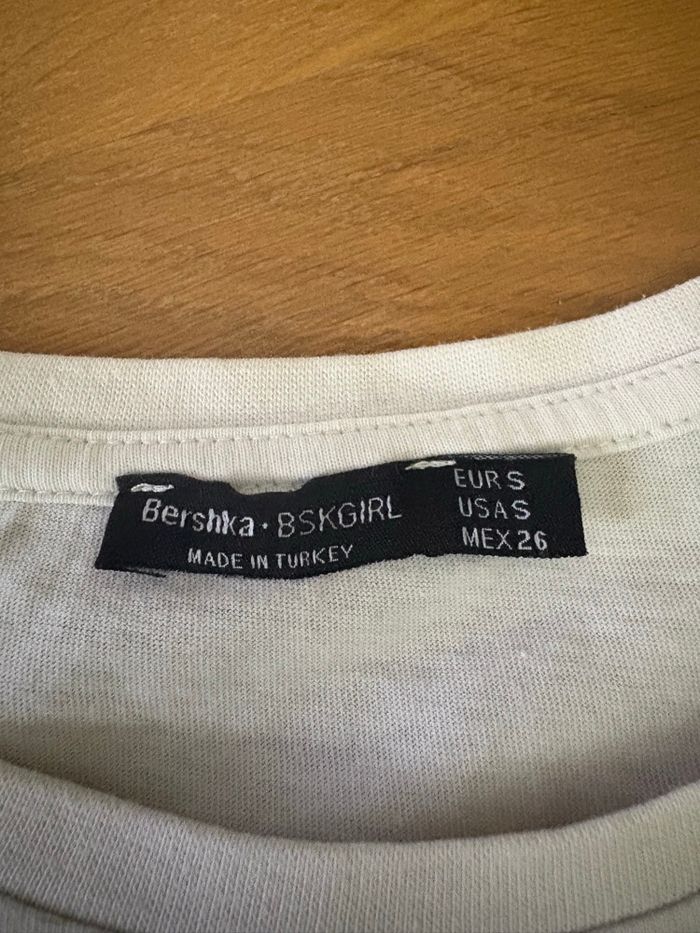 Bershka · BSKGIRL
MADE IN TURKEY
EUR S
USA S
MEX 26